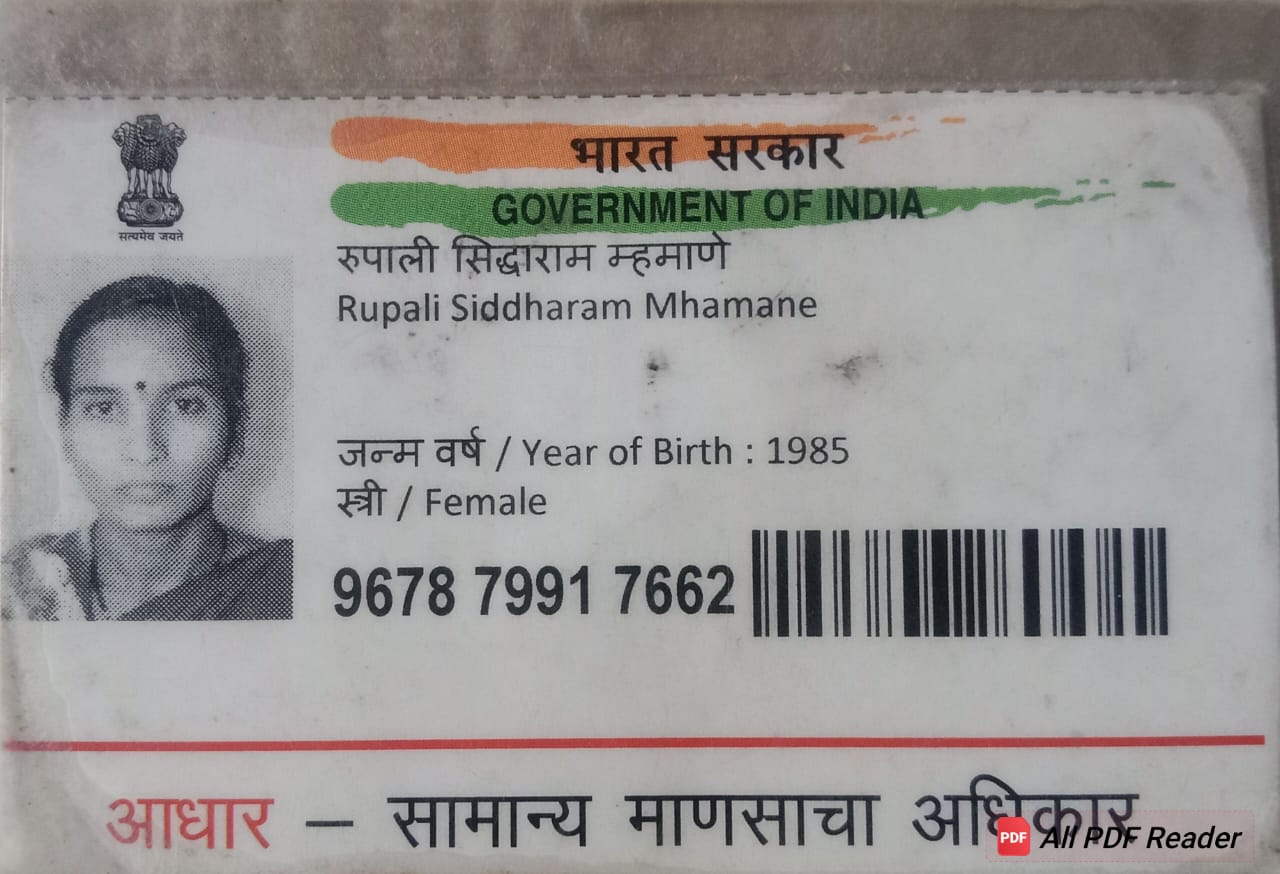 भारत सरकार
GOVERNMENT OF INDIA
सत्यमेव जयते
रुपाली सिद्धाराम म्हमाणे
Rupali Siddharam Mhamane
जन्म वर्ष / Year of Birth : 1985
स्त्री / Female
9678 7991 7662
आधार – सामान्य माणसाचा अधिकार
PDF All PDF Reader